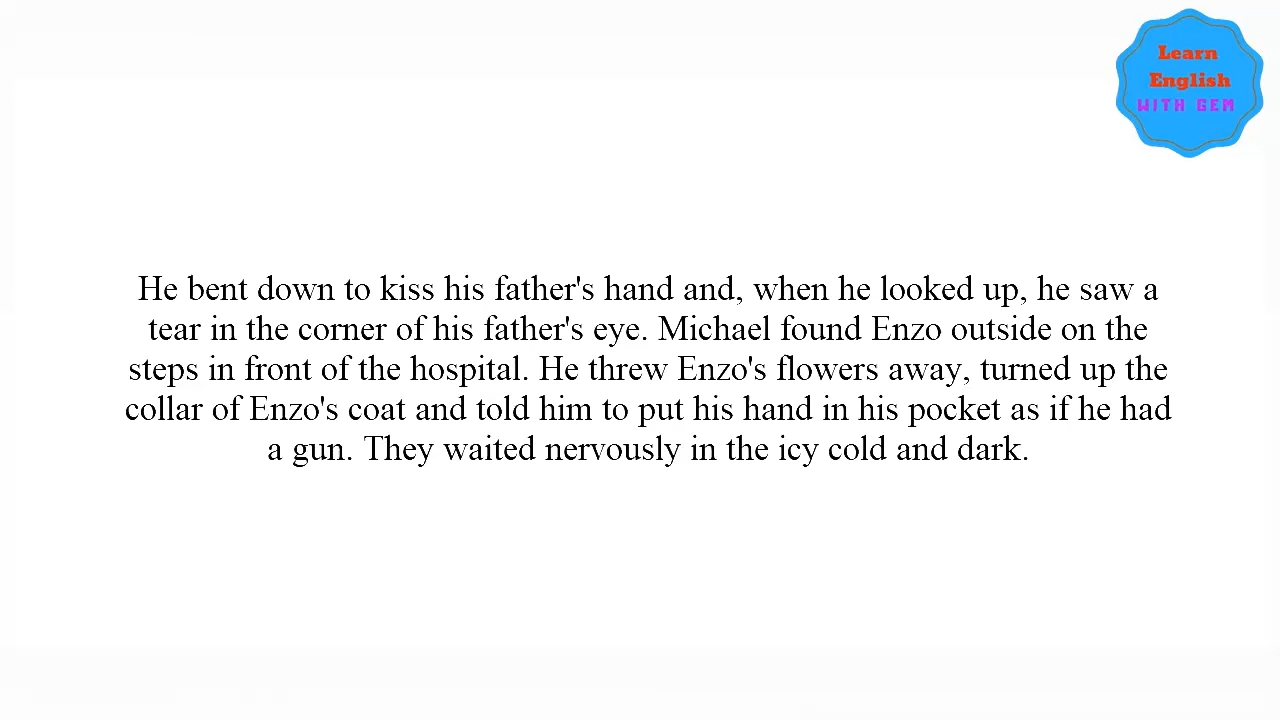 Learn
English
WITH GEM
He bent down to kiss his father's hand and, when he looked up, he saw a
tear in the corner of his father's eye. Michael found Enzo outside on the
steps in front of the hospital. He threw Enzo's flowers away, turned up the
collar of Enzo's coat and told him to put his hand in his pocket as if he had
a gun. They waited nervously in the icy cold and dark.